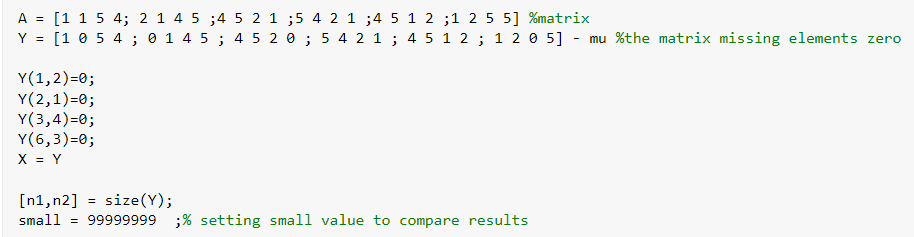 A = [1 1 5 4; 2 1 4 5 ;4 5 2 1 ;5 4 2 1 ;4 5 1 2 ;1 2 5 5] %matrix
Y = [1 0 5 4 ; 0 1 4 5 ; 4 5 2 0 ; 5 4 2 1 ; 4 5 1 2 ; 1 2 0 5] - mu %the matrix missing elements zero
Y(1,2)=0;
Y(2,1)=0;
Y(3,4)=0;
Y(6,3)=0;
X = Y
[n1,n2] = size(Y);
small = 99999999  ;% setting small value to compare results